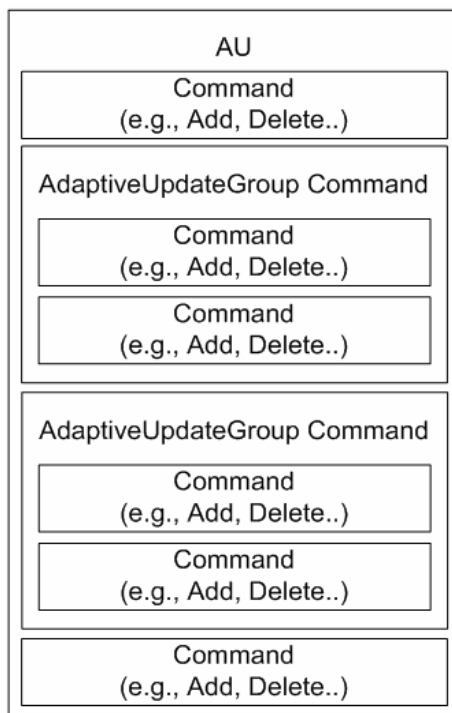 AU
Command
(e.g., Add, Delete..)
AdaptiveUpdateGroup Command
Command
(e.g., Add, Delete..)
Command
(e.g., Add, Delete..)
AdaptiveUpdateGroup Command
Command
(e.g., Add, Delete..)
Command
(e.g., Add, Delete..)
Command
(e.g., Add, Delete..)